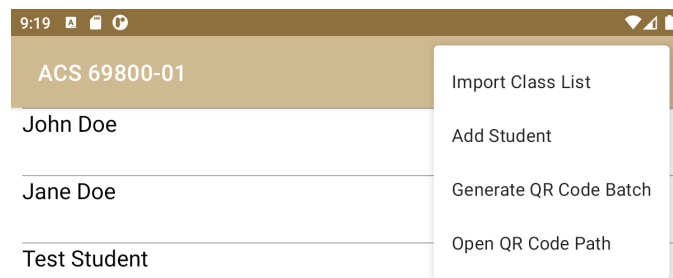 9:19
ACS 69800-01
Import Class List
John Doe
Add Student
Jane Doe
Generate QR Code Batch
Open QR Code Path
Test Student